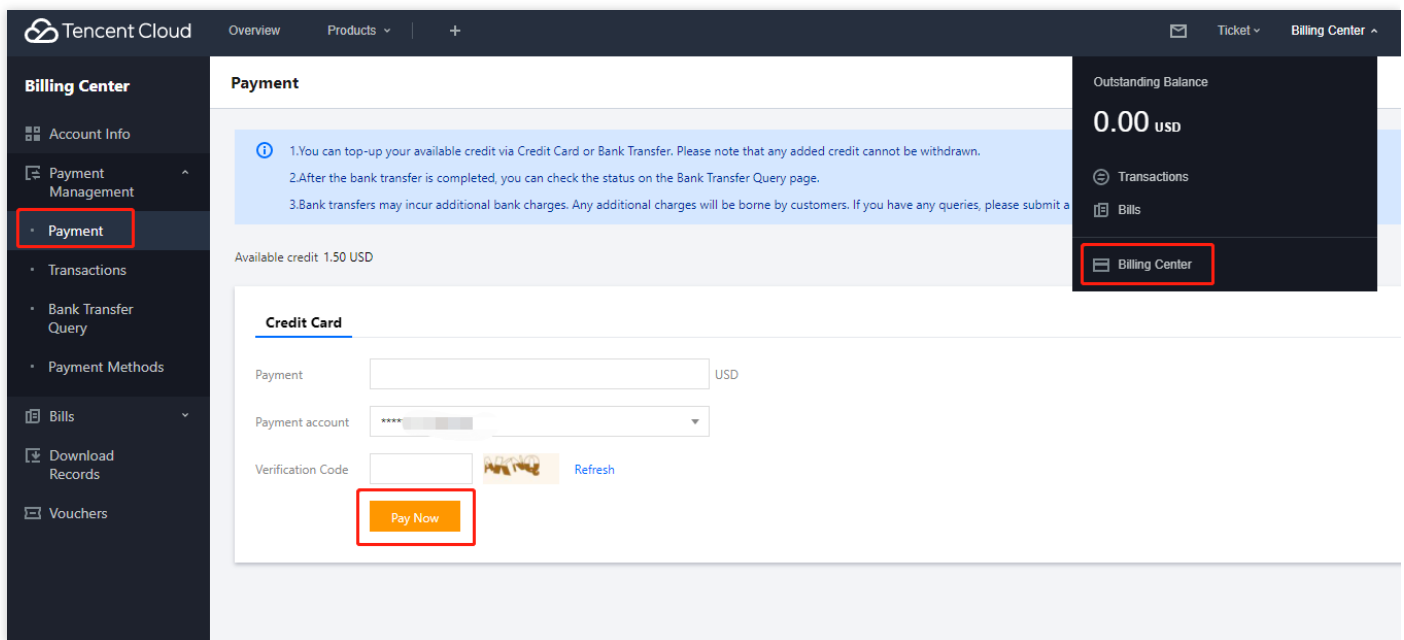 Tencent Cloud
Overview
Products
+
Ticket
Billing Center
Billing Center
Account Info
Payment
Management
Payment
Transactions
Bank Transfer
Query
Payment Methods
Bills
Download
Records
Vouchers
Payment
1.You can top-up your available credit via Credit Card or Bank Transfer. Please note that any added credit cannot be withdrawn.
2.After the bank transfer is completed, you can check the status on the Bank Transfer Query page.
3.Bank transfers may incur additional bank charges. Any additional charges will be borne by customers. If you have any queries, please submit a
Available credit 1.50 USD
Credit Card
Payment
USD
Payment account
****
Verification Code
Refresh
Pay Now
Outstanding Balance
0.00 USD
Transactions
Bills
Billing Center